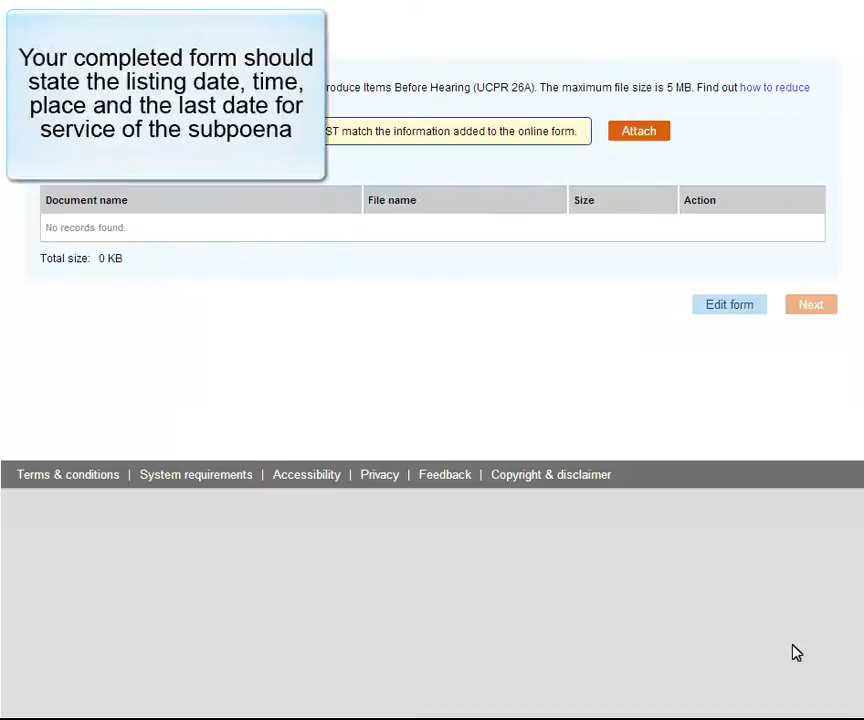 Your completed form should
state the listing date, time,
place and the last date for
service of the subpoena
roduce Items Before Hearing (UCPR 26A). The maximum file size is 5 MB. Find out how to reduce
ST match the information added to the online form.
Attach
Document name File name Size Action
No records found.
Total size: 0 KB
Edit form Next
Terms & conditions | System requirements | Accessibility | Privacy | Feedback | Copyright & disclaimer